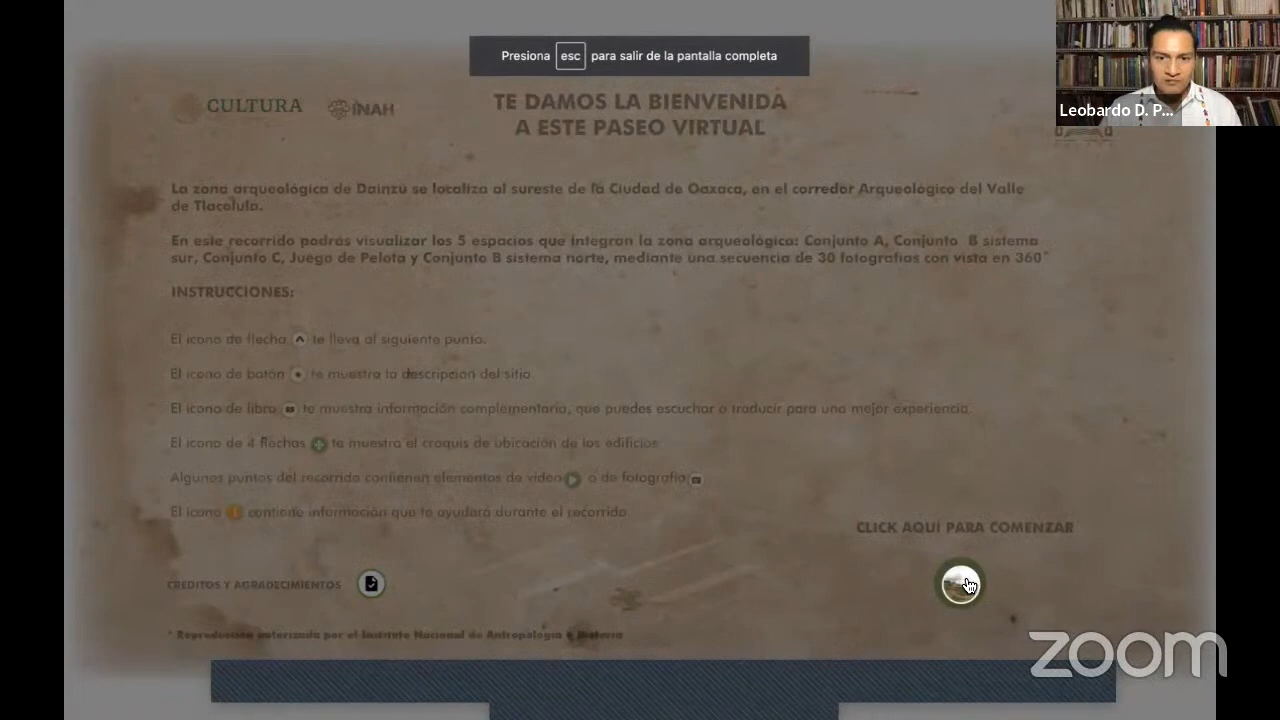 Presiona esc para salir de la pantalla completa
Leobardo D. P...
CULTURA
INAH
TE DAMOS LA BIENVENIDA
A ESTE PASEO VIRTUAL
La zona arqueológica de Dainzú se localiza al sureste de la Ciudad de Oaxaca, en el corredor Arqueológico del Valle
de Tlacolula.
En este recorrido podrás visualizar los 5 espacios que integran la zona arqueológica: Conjunto A, Conjunto B sistema
sur, Conjunto C, Juego de Pelota y Conjunto B sistema norte, mediante una secuencia de 30 fotografías con vista en 360°
INSTRUCCIONES:
El icono de flecha te lleva al siguiente punto.
El icono de botón te muestra la descripción del sitio
El icono de libro te muestra información complementaria, que puedes escuchar o traducir para una mejor experiencia.
El icono de 4 flechas te muestra el croquis de ubicación de los edificios
Algunos puntos del recorrido contienen elementos de video o de fotografía
El icono contiene información que te ayudará durante el recorrido
CLICK AQUÍ PARA COMENZAR
CRÉDITOS Y AGRADECIMIENTOS
* Reproducción autorizada por el Instituto Nacional de Antropología e Historia
zoom